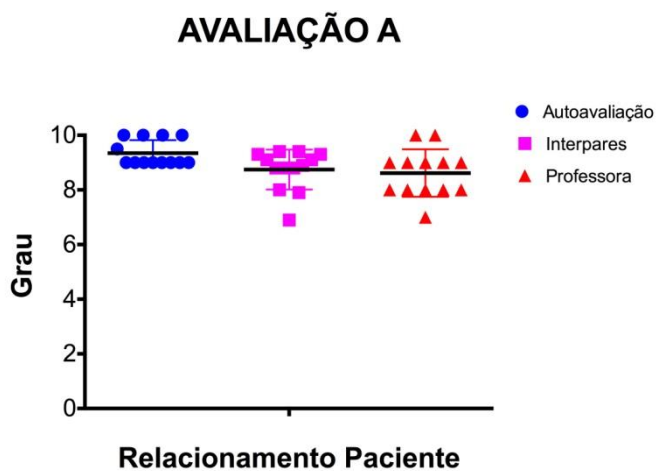 AVALIAÇÃO A
Autoavaliação
Interpares
Professora
10
8
6
4
2
0
Grau
Relacionamento Paciente